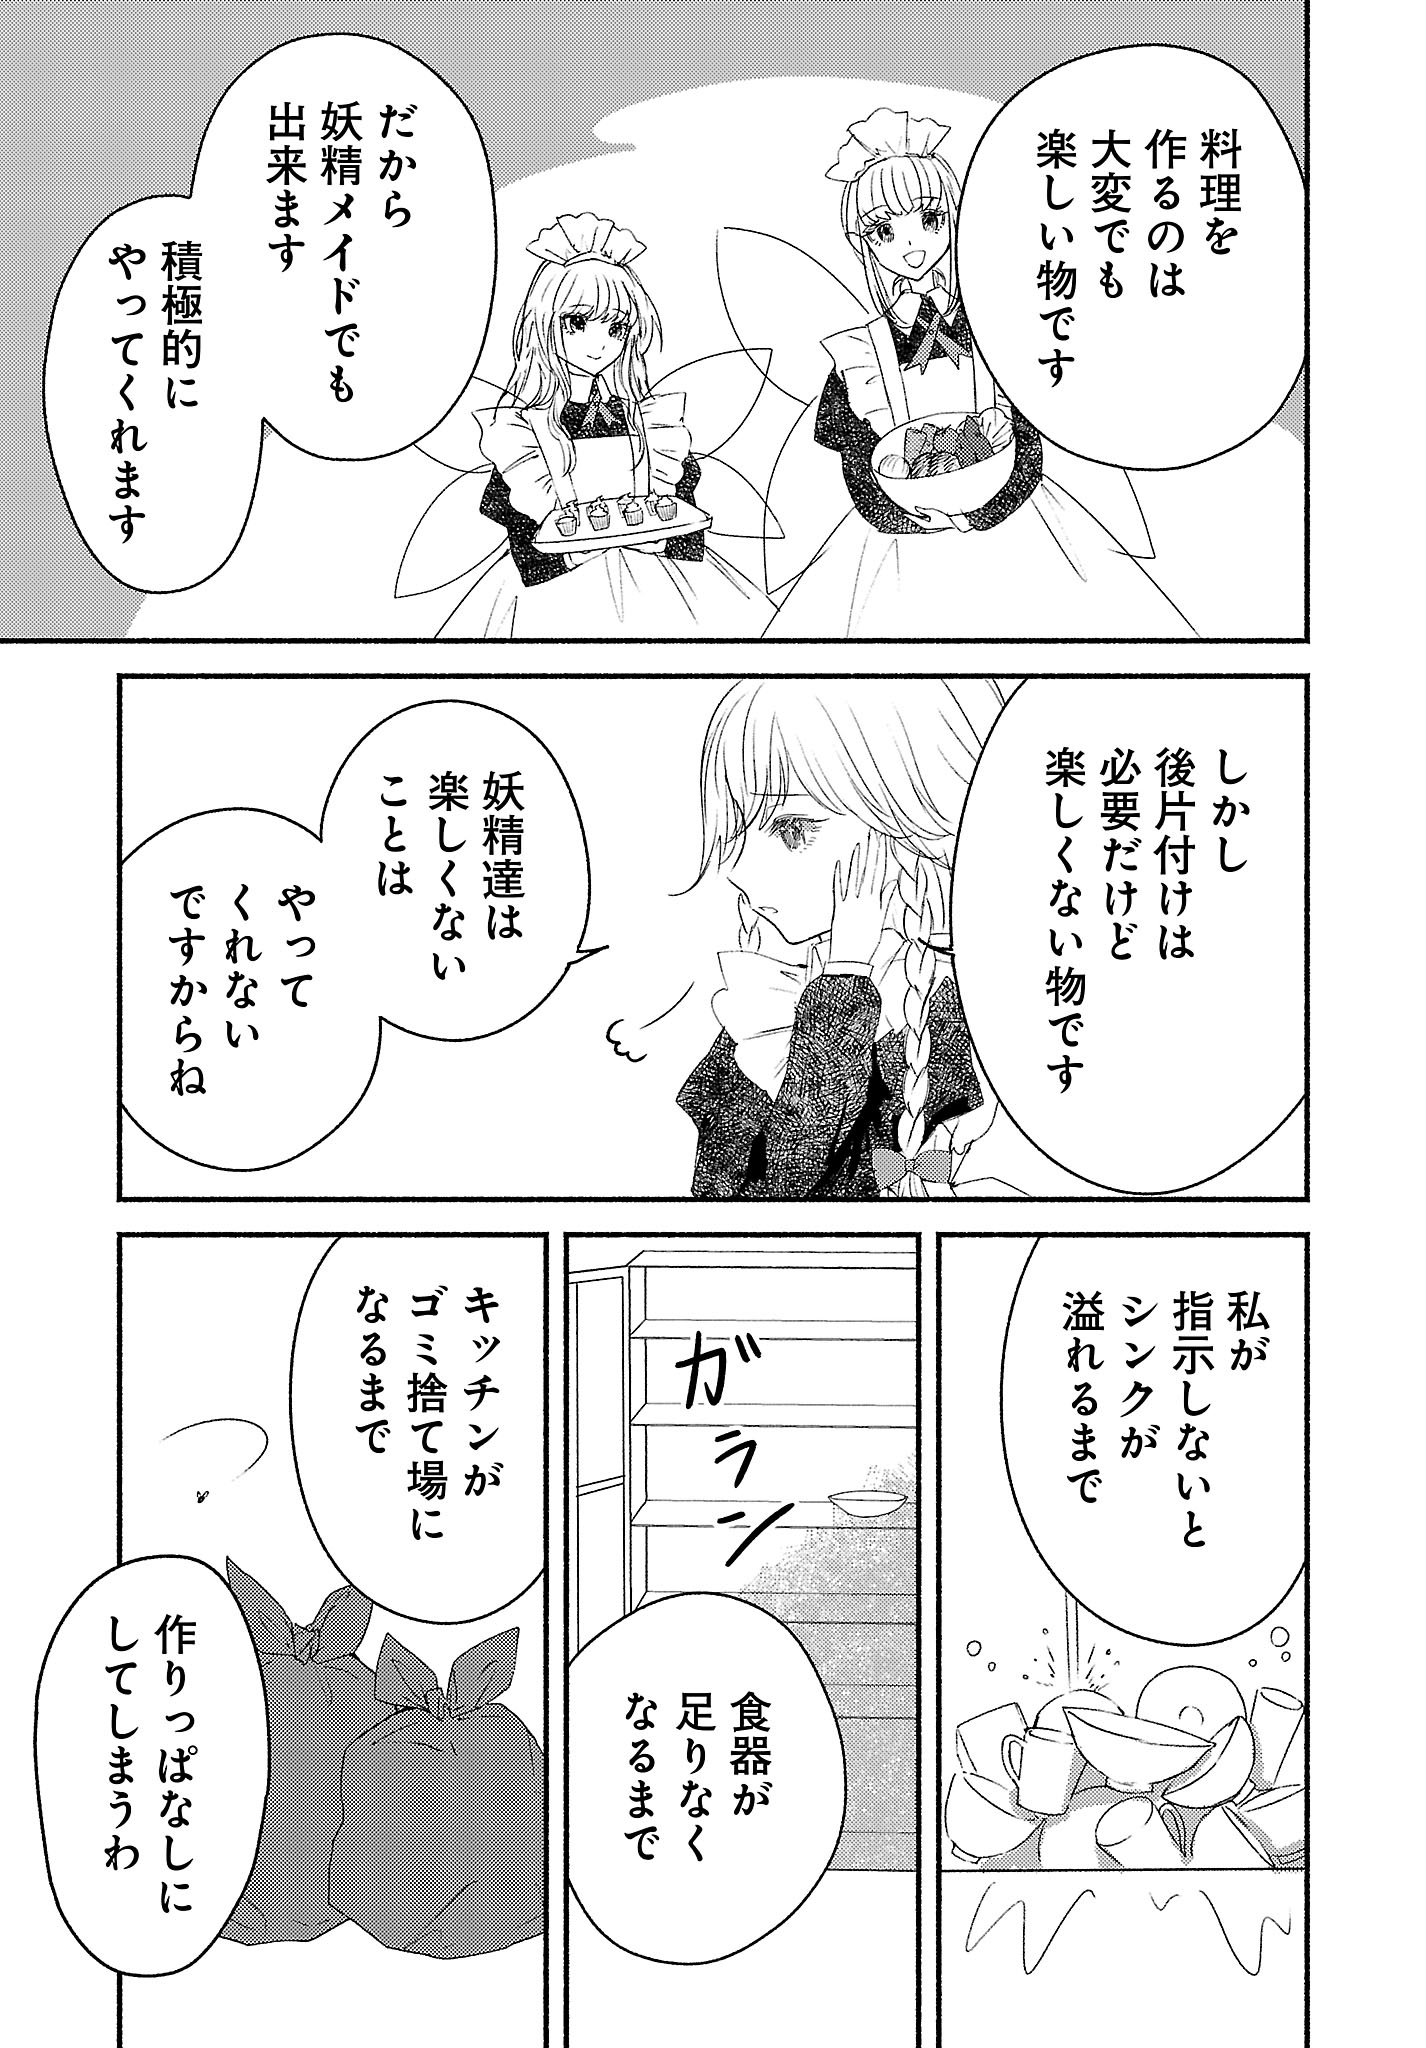 料理を
作るのは
大変でも
楽しい物です
だから
妖精メイドでも
出来ます
積極的に
やってくれます
しかし
後片付けは
必要だけど
楽しくない物です
妖精達は
楽しくない
ことは
やって
くれない
ですからね
私が
指示しないと
シンクが
溢れるまで
ガラン
食器が
足りなく
なるまで
キッチンが
ゴミ捨て場に
なるまで
作りっぱなしに
してしまうわ